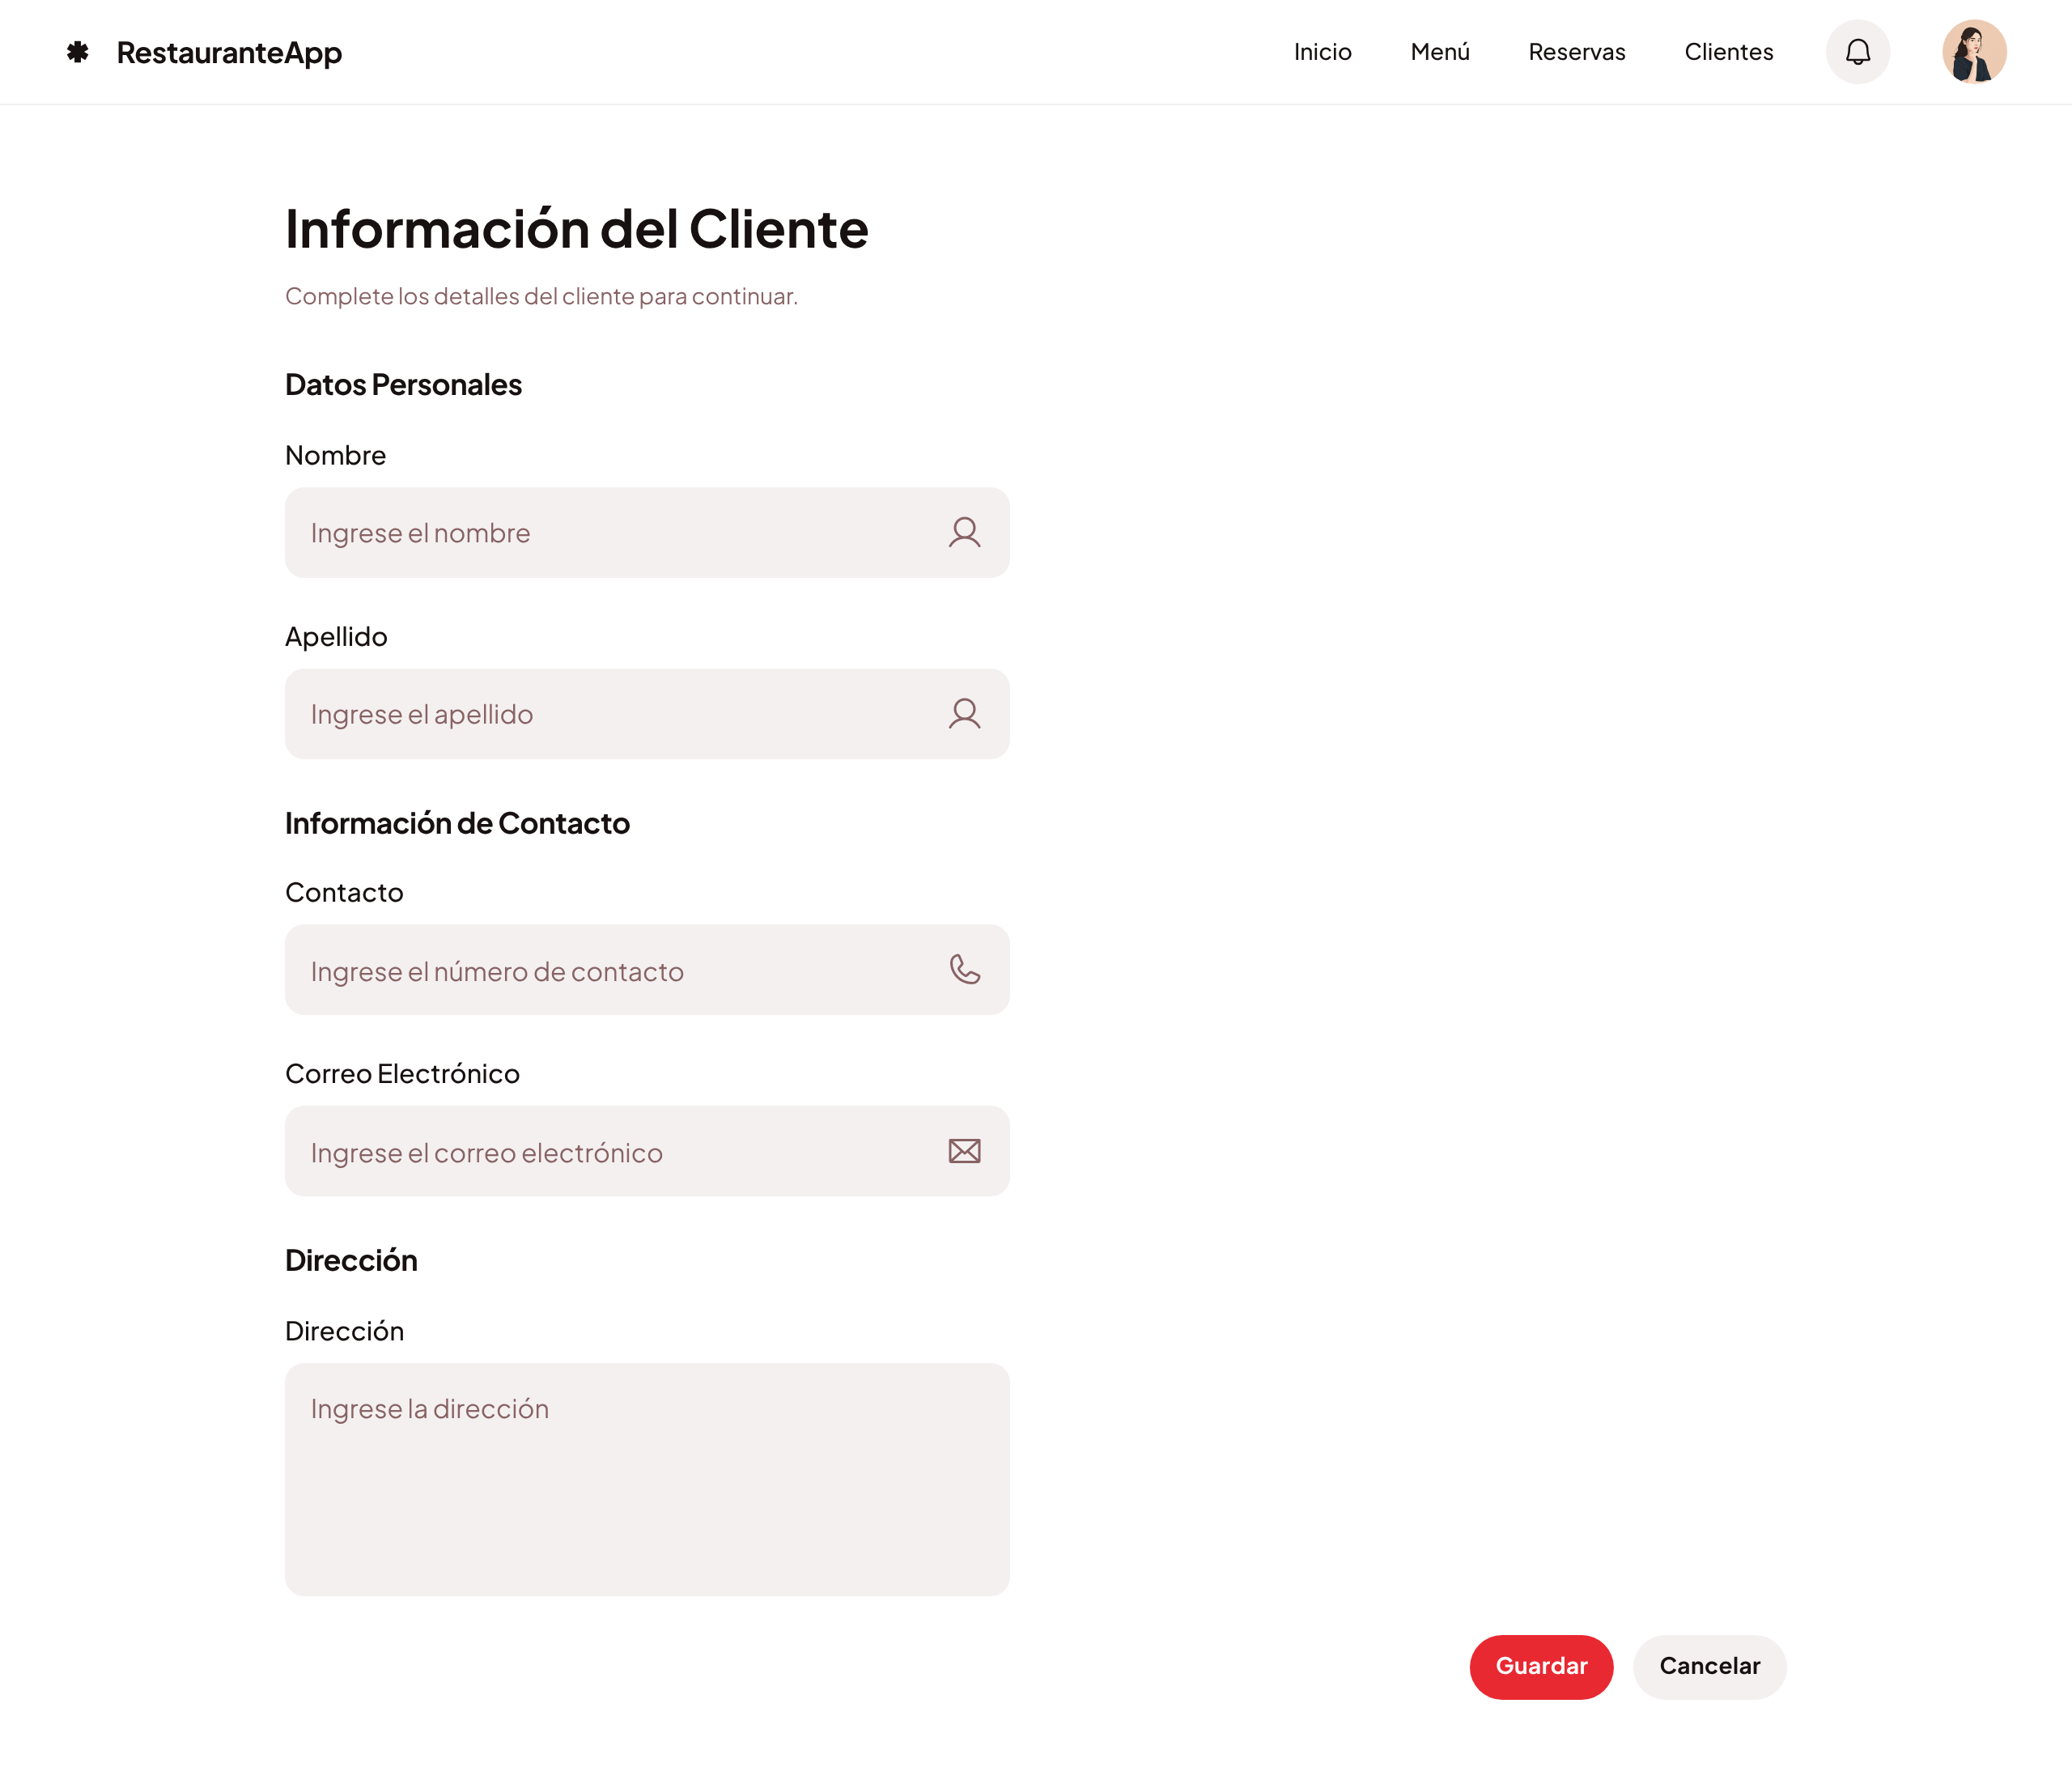 RestauranteApp
Inicio
Menú
Reservas
Clientes
Información del Cliente
Complete los detalles del cliente para continuar.
Datos Personales
Nombre
Ingrese el nombre
Apellido
Ingrese el apellido
Información de Contacto
Contacto
Ingrese el número de contacto
Correo Electrónico
Ingrese el correo electrónico
Dirección
Dirección
Ingrese la dirección
Guardar
Cancelar